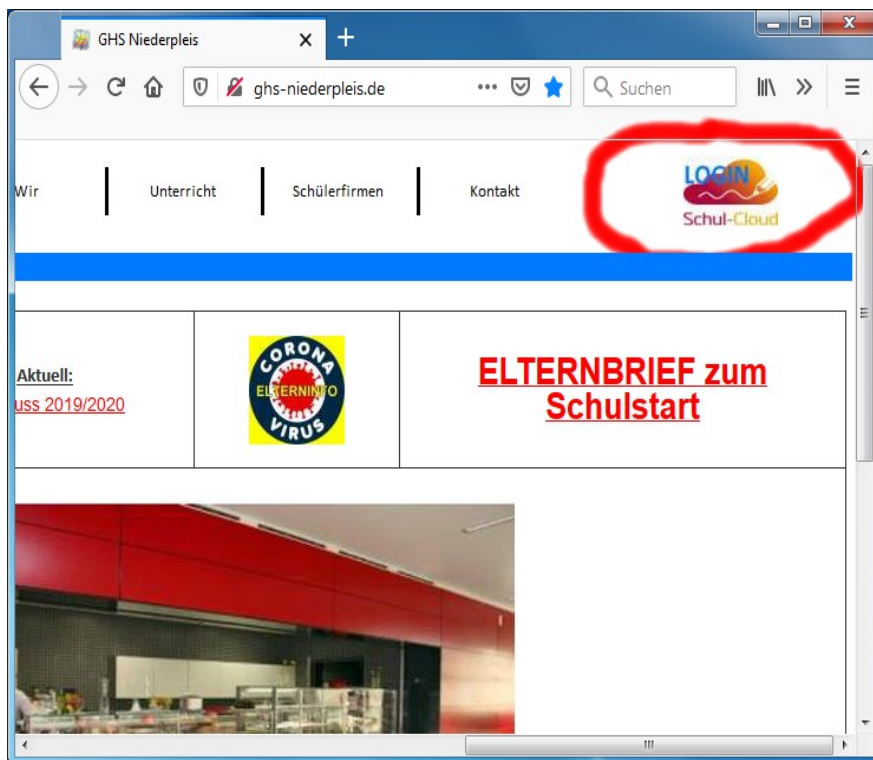 GHS Niederpleis
ghs-niederpleis.de
Suchen
Wir
Unterricht
Schülerfirmen
Kontakt
LOGIN
Schul-Cloud
Aktuell:
uss 2019/2020
CORONA
ELTERNINFO
VIRUS
ELTERNBRIEF zum
Schulstart